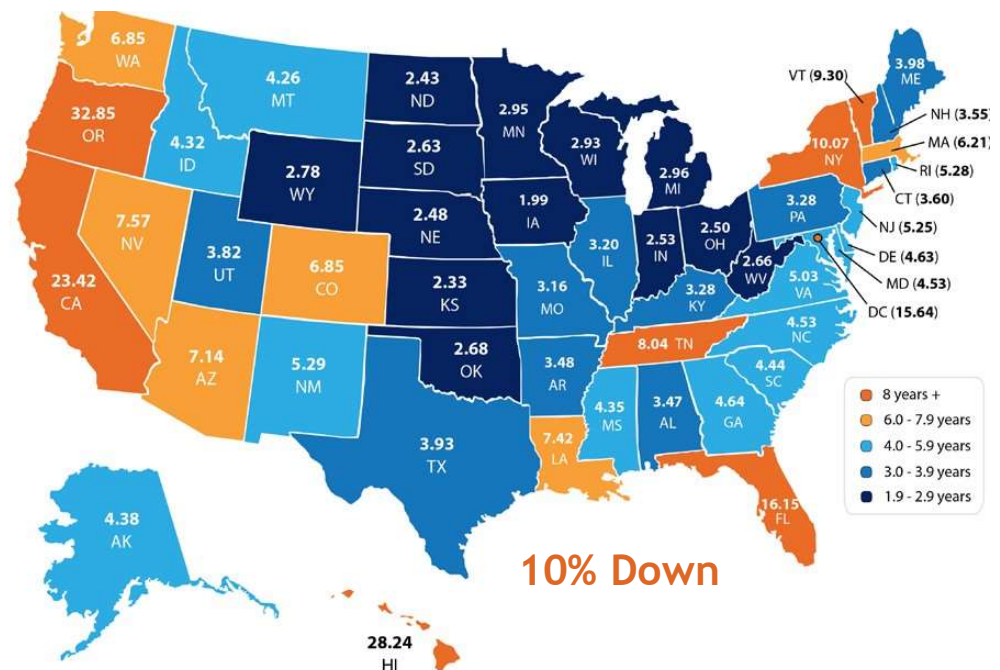 6.85
WA
32.85
OR
23.42
CA
7.57
NV
4.32
ID
4.26
MT
2.78
WY
3.82
UT
6.85
CO
7.14
AZ
5.29
NM
2.43
ND
2.63
SD
2.48
NE
2.33
KS
2.68
OK
3.93
TX
2.95
MN
1.99
IA
3.16
MO
3.48
AR
7.42
LA
2.93
WI
3.20
IL
2.96
MI
2.53
IN
2.50
OH
3.28
KY
8.04 TN
4.35
MS
3.47
AL
4.64
GA
16.15
FL
4.44
SC
4.53
NC
5.03
VA
2.66
WV
3.28
PA
10.07
NY
3.98
ME
VT (9.30)
NH (3.55)
MA (6.21)
RI (5.28)
CT (3.60)
NJ (5.25)
DE (4.63)
MD (4.53)
DC (15.64)
8 years +
6.0 - 7.9 years
4.0 - 5.9 years
3.0 - 3.9 years
1.9 - 2.9 years
4.38
AK
28.24
HI
10% Down